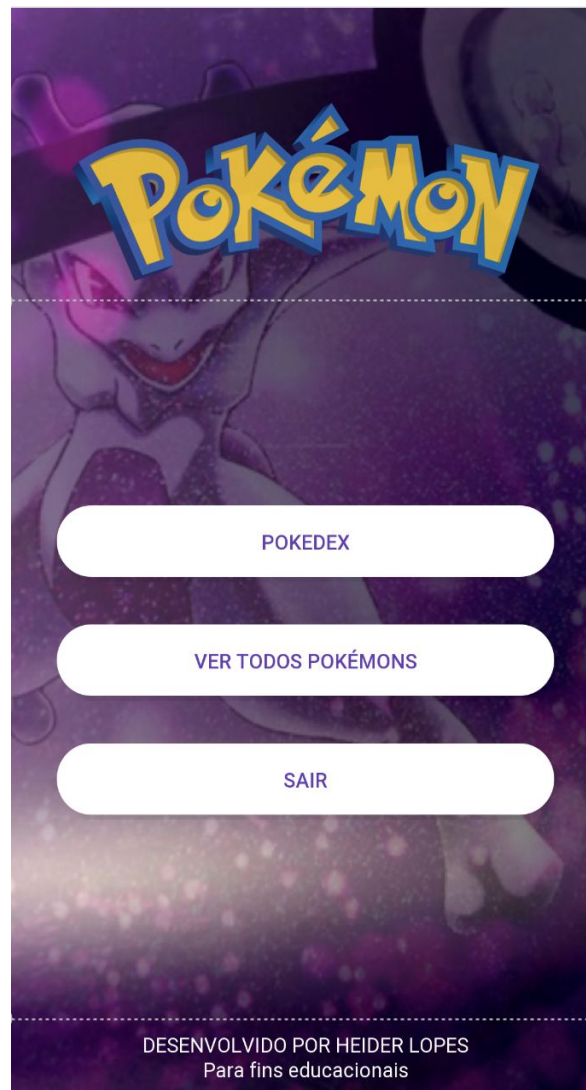 POKÉMON
POKEDEX
VER TODOS POKÉMONS
SAIR
DESENVOLVIDO POR HEIDER LOPES
Para fins educacionais